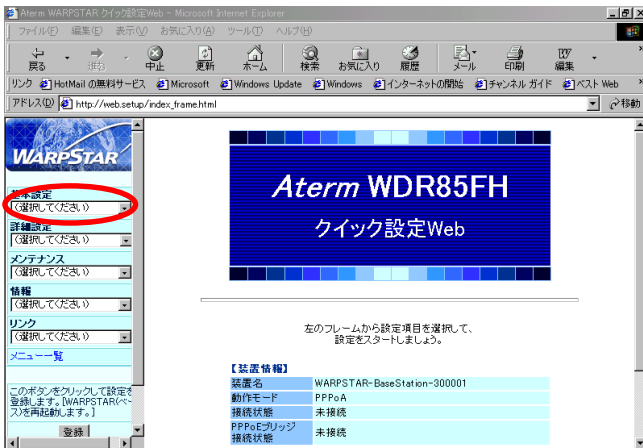 Aterm WARPSTAR クイック設定Web - Microsoft Internet Explorer
ファイル(F) 編集(E) 表示(V) お気に入り(A) ツール(T) ヘルプ(H)
戻る 進む 中止 更新 ホーム 検索 お気に入り 履歴 メール 印刷 編集
リンク HotMail の無料サービス Microsoft Windows Update Windows インターネットの開始 チャンネル ガイド ベスト Web
アドレス(D) http://web.setup/index_frame.html 移動
WARPSTAR
基本設定
(選択してください)
詳細設定
(選択してください)
メンテナンス
(選択してください)
情報
(選択してください)
リンク
(選択してください)
メニュー一覧
このボタンをクリックして設定を
登録します。[WARPSTAR(ベー
ス)を再起動します。]
登録
Aterm WDR85FH
クイック設定Web
左のフレームから設定項目を選択して、
設定をスタートしましょう。
【装置情報】
装置名 WARPSTAR-BaseStation-300001
動作モード PPPoA
接続状態 未接続
PPPoEブリッジ
接続状態 未接続